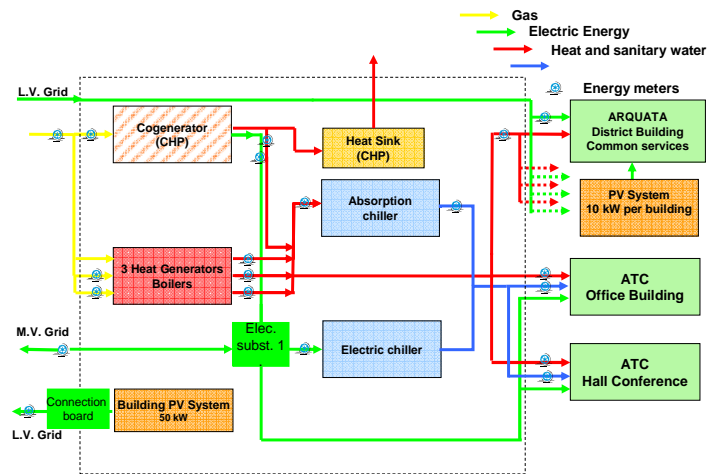 Gas
Electric Energy
Heat and sanitary water
Energy meters
L.V. Grid
Cogenerator
(CHP)
Heat Sink
(CHP)
ARQUATA
District Building
Common services
Absorption
chiller
PV System
10 kW per building
3 Heat Generators
Boilers
ATC
Office Building
M.V. Grid
Elec.
subst. 1
Electric chiller
ATC
Hall Conference
Connection
board
Building PV System
50 kW
L.V. Grid